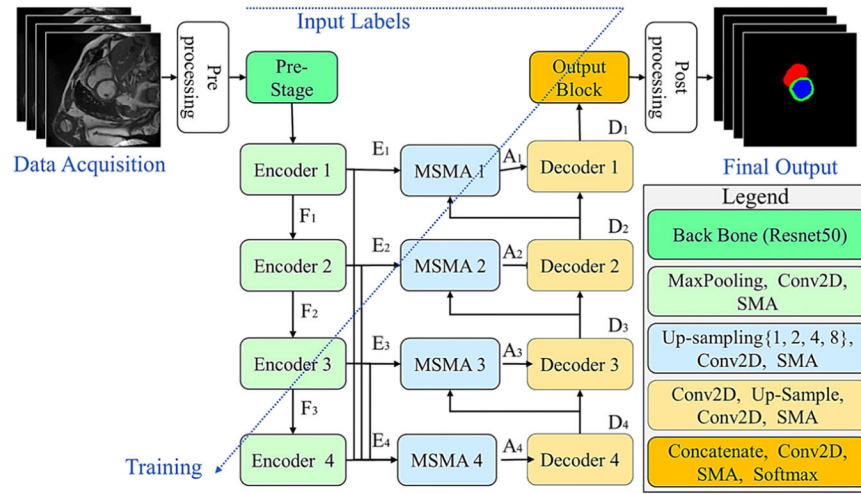 Input Labels
Pre
processing
Pre-
Stage
Output
Block
Post
processing
Data Acquisition
Final Output
Encoder 1
E1
MSMA 1
A1
Decoder 1
D1
F1
Encoder 2
E2
MSMA 2
A2
Decoder 2
D2
F2
Encoder 3
E3
MSMA 3
A3
Decoder 3
D3
F3
Encoder 4
E4
MSMA 4
A4
Decoder 4
D4
Training
Legend
Back Bone (Resnet50)
MaxPooling, Conv2D,
SMA
Up-sampling{1, 2, 4, 8},
Conv2D, SMA
Conv2D, Up-Sample,
Conv2D, SMA
Concatenate, Conv2D,
SMA, Softmax